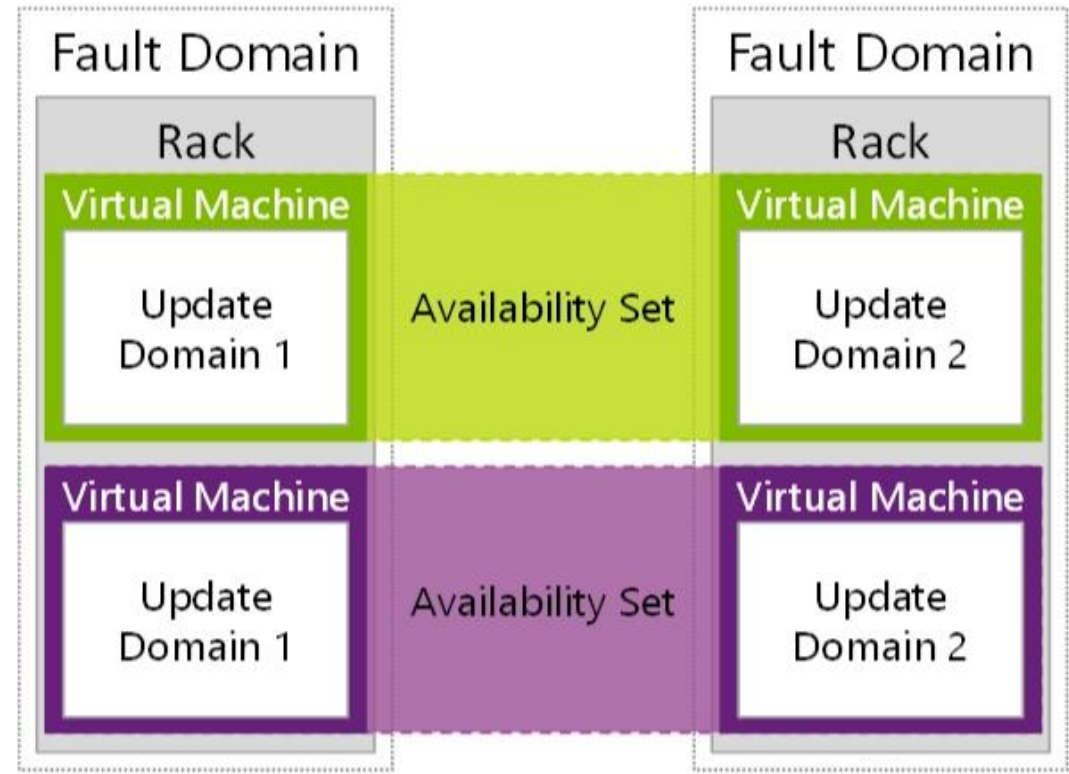 Fault Domain
Fault Domain
Rack
Rack
Virtual Machine
Virtual Machine
Update
Domain 1
Availability Set
Update
Domain 2
Virtual Machine
Virtual Machine
Update
Domain 1
Availability Set
Update
Domain 2